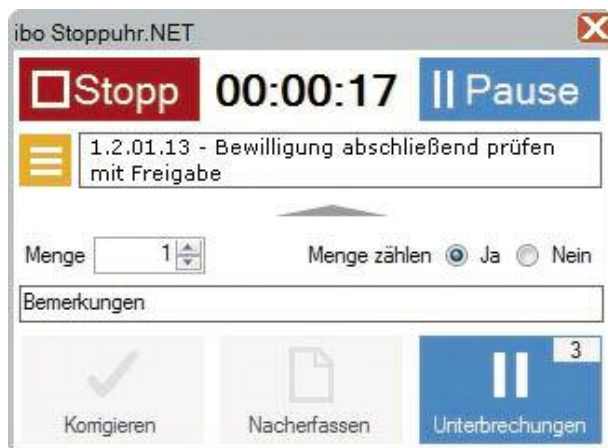 ibo Stoppuhr.NET
Stopp 00:00:17 Pause
1.2.01.13 - Bewilligung abschließend prüfen
mit Freigabe
Menge 1 Menge zählen Ja Nein
Bemerkungen
3
Korrigieren Nacherfassen Unterbrechungen